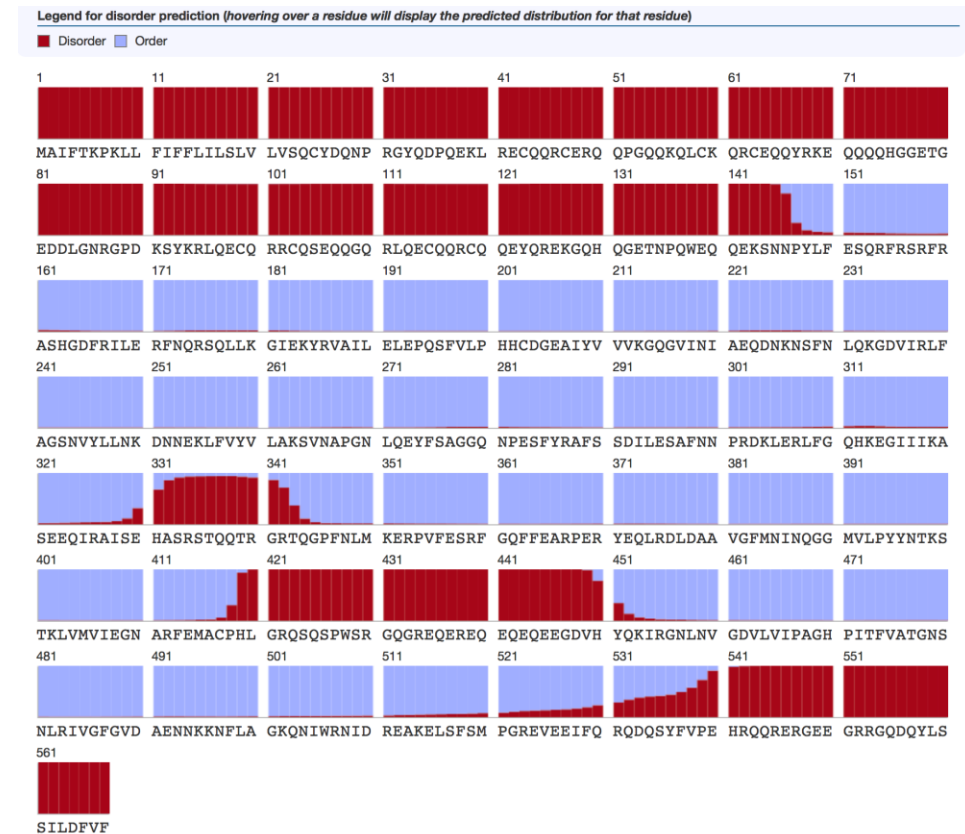 Legend for disorder prediction (hovering over a residue will display the predicted distribution for that residue)
Disorder Order
1 11 21 31 41 51 61 71
MAIFTKPKLL FIFFLILSLV LVSQCYDQNP RGYQDPQEKL RECQQRCERQ QPGQQKQLCK QRCEQQYRKE QQQQHGGETG
81 91 101 111 121 131 141 151
EDDLGNRGPD KSYKRLQECQ RRCQSEQQGQ RLQECQQRCQ QEYQREKGQH QGETNPQWEQ QEKSNNPYLF ESQRFRSRFR
161 171 181 191 201 211 221 231
ASHGDFRILE RFNQRSQLLK GIEKYRVAIL ELEPQSFVLP HHCDGEAIYV VVKGQGVINI AEQDNKNSFN LQKGDVIRLF
241 251 261 271 281 291 301 311
AGSNVYLLNK DNNEKLFVYV LAKSVNAPGN LQEYFSAGGQ NPESFYRAFS SDILESAFNN PRDKLERLFG QHKEGIIIKA
321 331 341 351 361 371 381 391
SEEQIRAISE HASRSTQQTR GRTQGPFNLM KERPVFESRF GQFFEARPER YEQLRDLDAA VGFMNINQGG MVLPYYNTKS
401 411 421 431 441 451 461 471
TKLVMVIEGN ARFEMACPHL GRQSQSPWSR GQGREQEREQ EQEQEEGDVH YQKIRGNLNV GDVLVIPAGH PITFVATGNS
481 491 501 511 521 531 541 551
NLRIVGFGVD AENNKKNFLA GKQNIWRNID REAKELSFSM PGREVEEIFQ RQDQSYFVPE HRQQRERGEE GRRGQDQYLS
561
SILDFVF